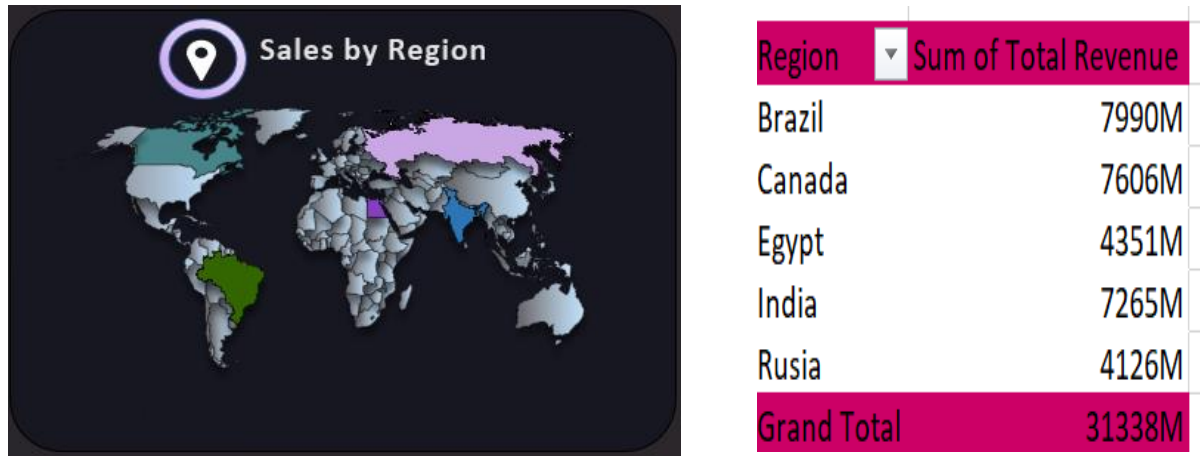 Sales by Region
Region Sum of Total Revenue
Brazil 7990M
Canada 7606M
Egypt 4351M
India 7265M
Rusia 4126M
Grand Total 31338M